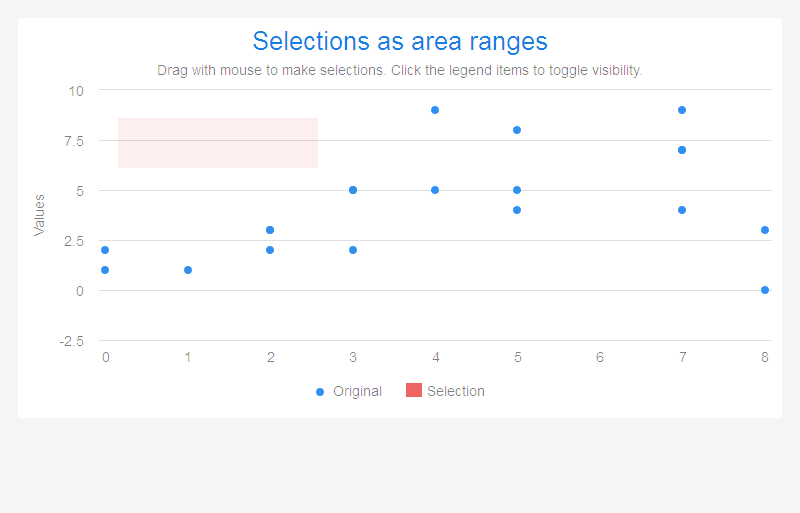 Selections as area ranges
Drag with mouse to make selections. Click the legend items to toggle visibility.
Values
10
7.5
5
2.5
0
-2.5
0 1 2 3 4 5 6 7 8
Original Selection